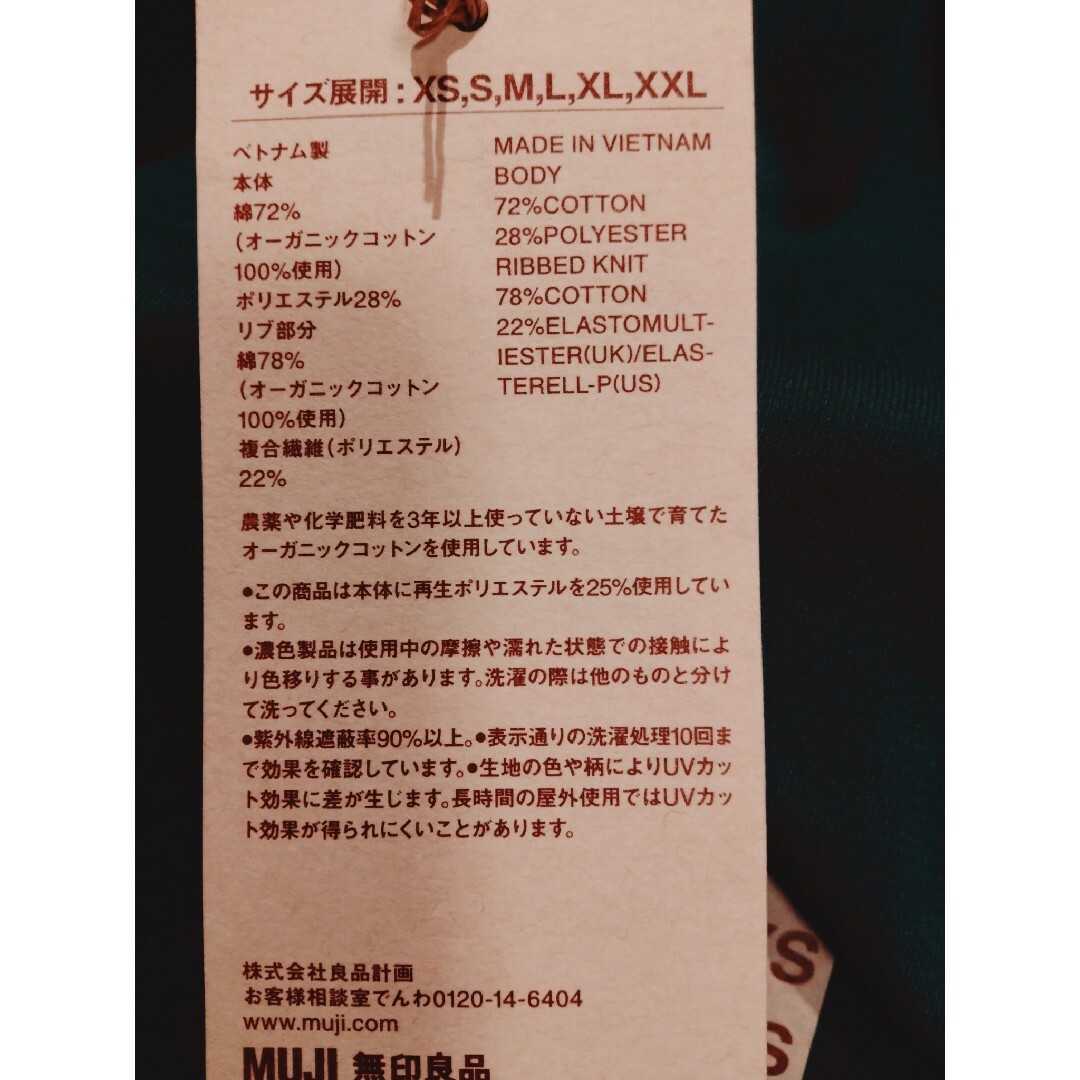 サイズ展開:XS,S,M,L,XL,XXL
ベトナム製
本体
綿72%
(オーガニックコットン
100%使用)
ポリエステル28%
リブ部分
綿78%
(オーガニックコットン
100%使用)
複合繊維(ポリエステル)
22%
MADE IN VIETNAM
BODY
72%COTTON
28%POLYESTER
RIBBED KNIT
78%COTTON
22%ELASTOMULT-
IESTER(UK)/ELAS-
TERELL-P(US)
農薬や化学肥料を3年以上使っていない土壌で育てた
オーガニックコットンを使用しています。
●この商品は本体に再生ポリエステルを25%使用してい
ます。
●濃色製品は使用中の摩擦や濡れた状態での接触によ
り色移りする事があります。洗濯の際は他のものと分け
て洗ってください。
●紫外線遮蔽率90%以上。●表示通りの洗濯処理10回ま
で効果を確認しています。●生地の色や柄によりUVカッ
ト効果に差が生じます。長時間の屋外使用ではUVカッ
ト効果が得られにくいことがあります。
株式会社良品計画
お客様相談室でんわ0120-14-6404
www.muji.com
MUJI 無印良品